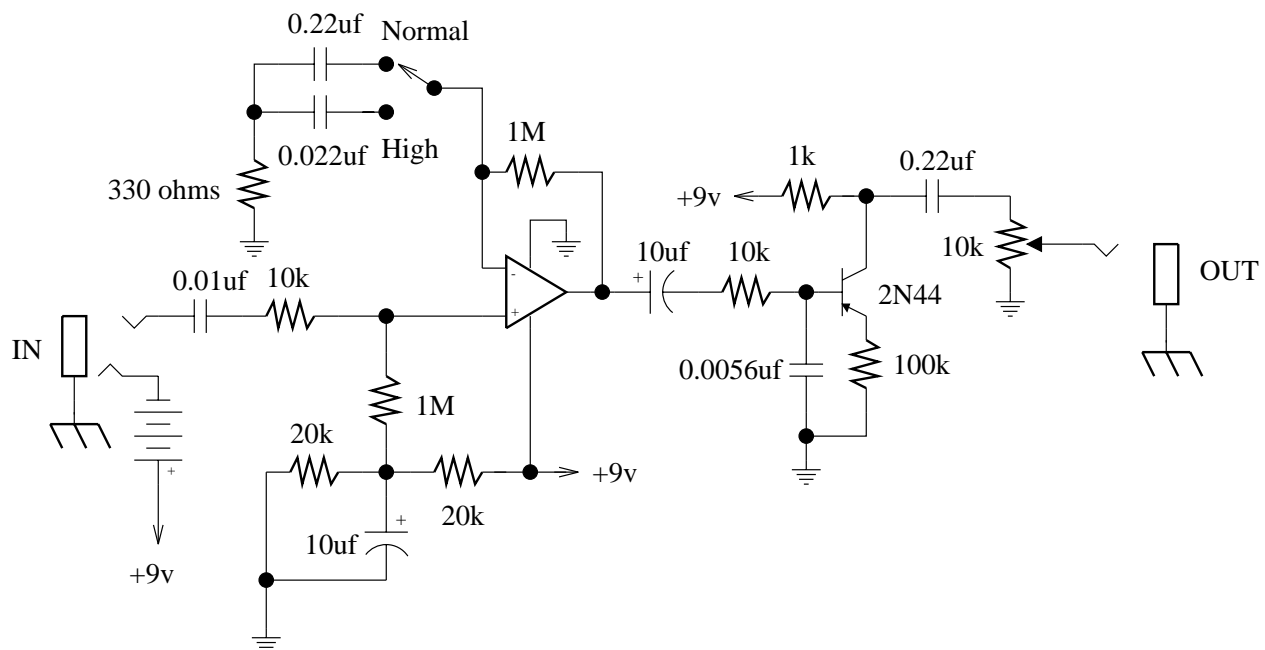 0.22uf
Normal
High
0.022uf
330 ohms
1M
-
+
0.01uf
10k
IN
+
+9v
1M
20k
20k
+9v
+
10uf
+
10uf
10k
+9v
1k
0.22uf
10k
2N44
0.0056uf
100k
OUT